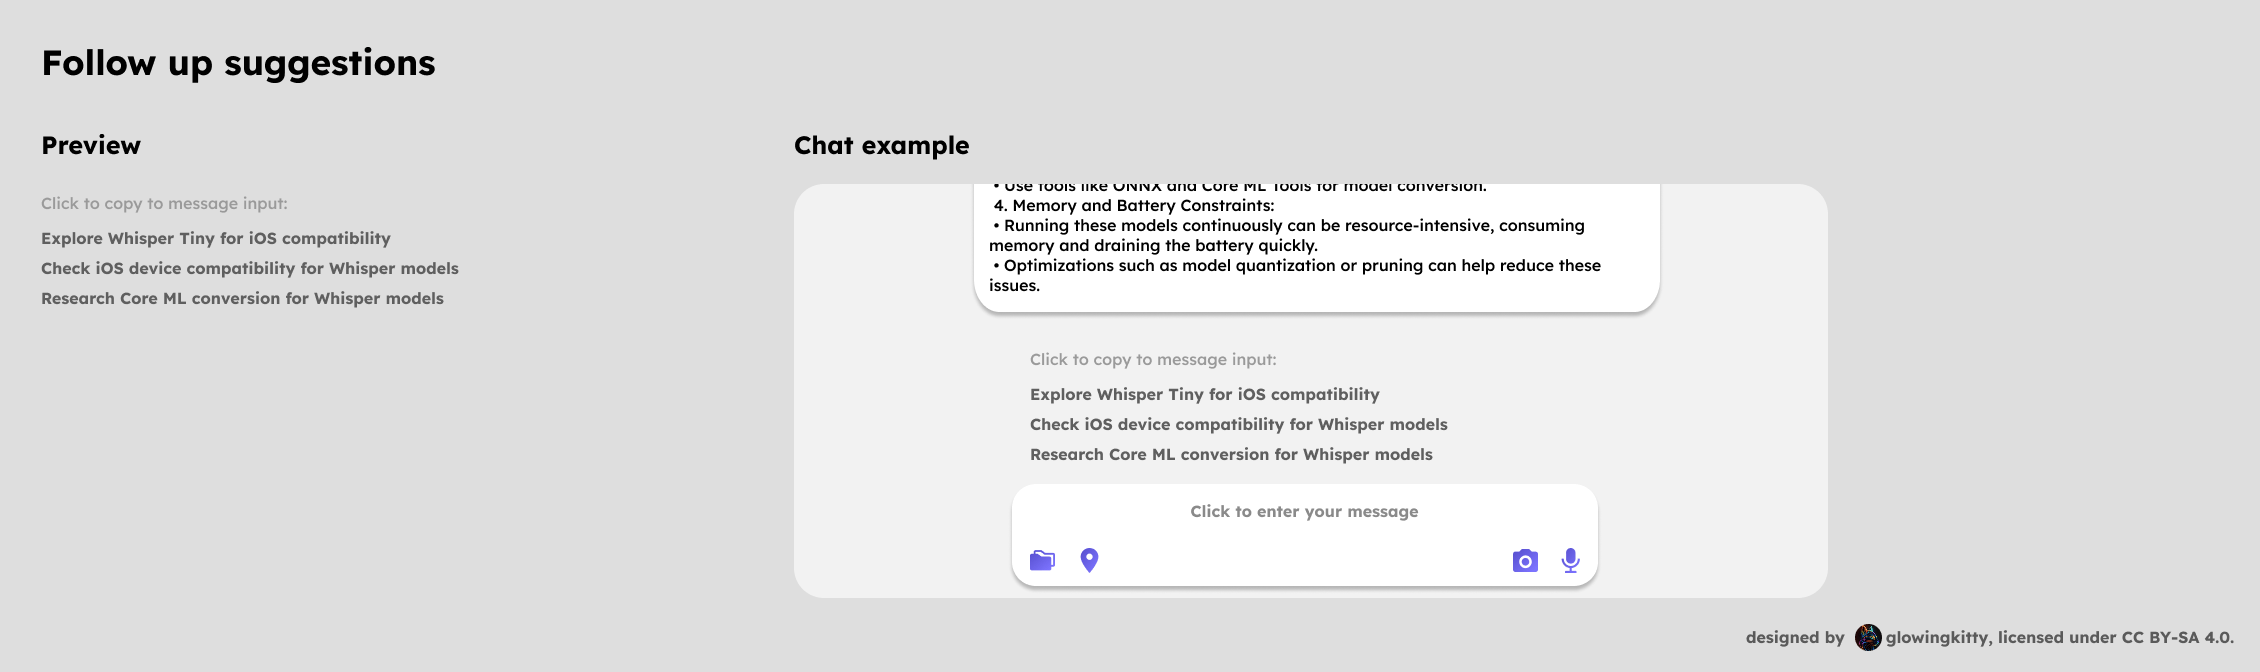 Follow up suggestions
Preview
Click to copy to message input:
Explore Whisper Tiny for iOS compatibility
Check iOS device compatibility for Whisper models
Research Core ML conversion for Whisper models
Chat example
• Use tools like ONNX and Core ML Tools for model conversion.
4. Memory and Battery Constraints:
• Running these models continuously can be resource-intensive, consuming
memory and draining the battery quickly.
• Optimizations such as model quantization or pruning can help reduce these
issues.
Click to copy to message input:
Explore Whisper Tiny for iOS compatibility
Check iOS device compatibility for Whisper models
Research Core ML conversion for Whisper models
Click to enter your message
designed by glowingkitty, licensed under CC BY-SA 4.0.